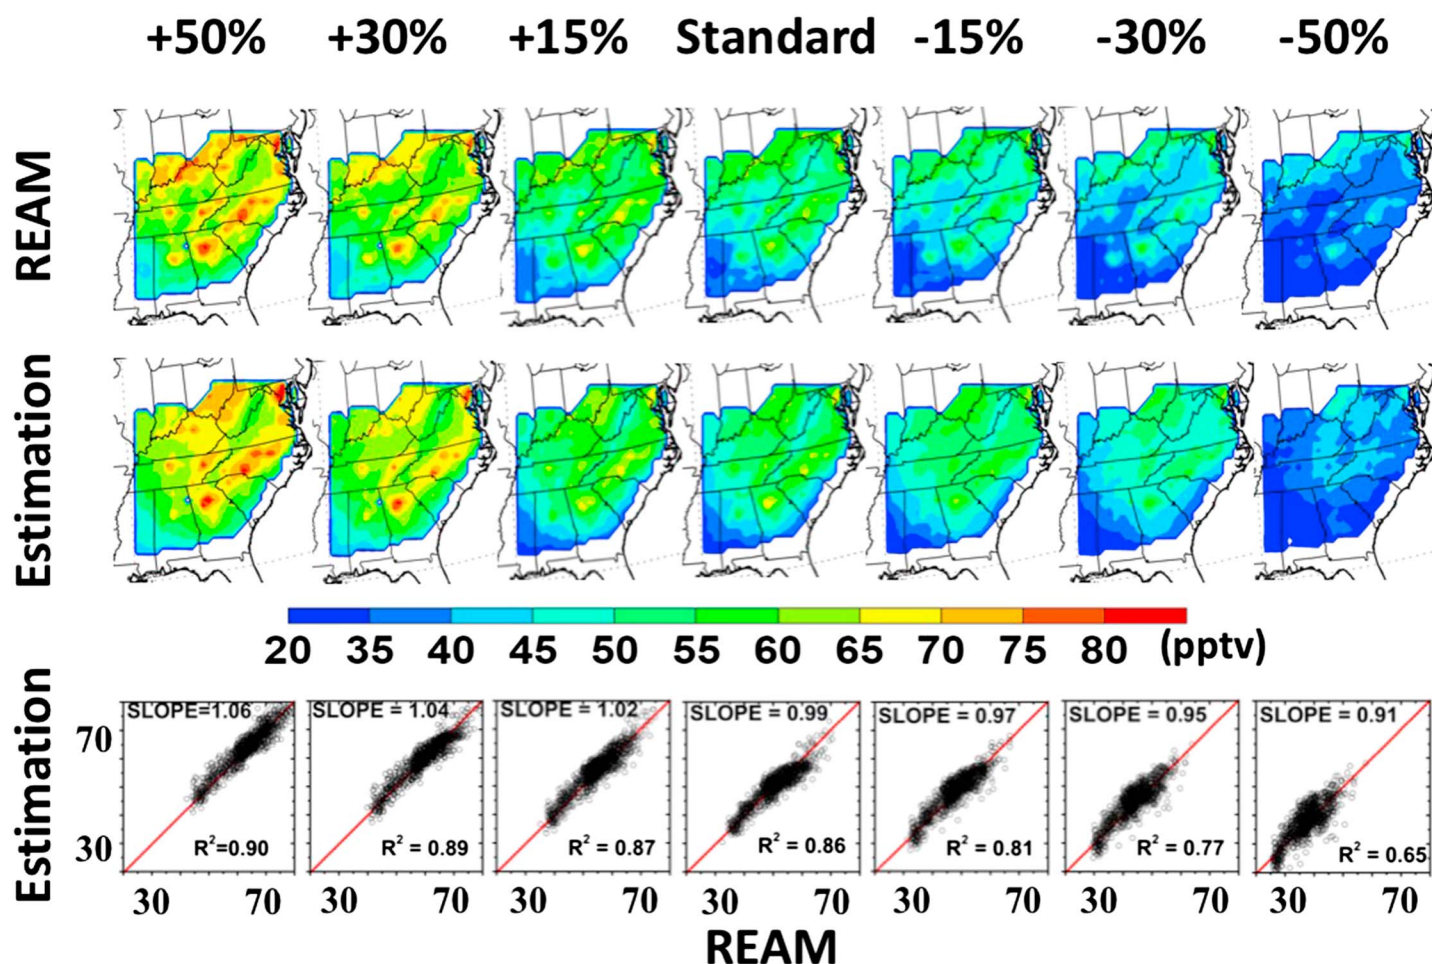 +50% +30% +15% Standard -15% -30% -50%
REAM
Estimation
20 35 40 45 50 55 60 65 70 75 80 (pptv)
Estimation
70
30
SLOPE=1.06 SLOPE = 1.04 SLOPE = 1.02 SLOPE = 0.99 SLOPE = 0.97 SLOPE = 0.95 SLOPE = 0.91
R²=0.90 R² = 0.89 R² = 0.87 R² = 0.86 R² = 0.81 R² = 0.77 R² = 0.65
30 70 30 70 30 70 30 70 30 70 30 70 30 70
REAM